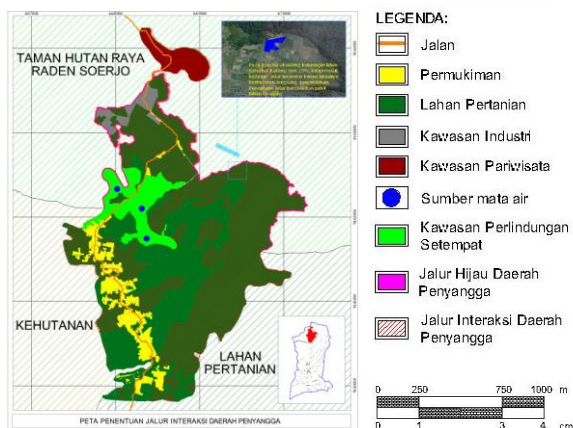 TAMAN HUTAN RAYA
RADEN SOERJO
KEHUTANAN
LAHAN
PERTANIAN
PETA PENENTUAN JALUR INTERAKSI DAERAH PENYANGGA
LEGENDA:
Jalan
Permukiman
Lahan Pertanian
Kawasan Industri
Kawasan Pariwisata
Sumber mata air
Kawasan Perlindungan
Setempat
Jalur Hijau Daerah
Penyangga
Jalur Interaksi Daerah
Penyangga
0 250 750 1000 m
0 1 3 4 cm